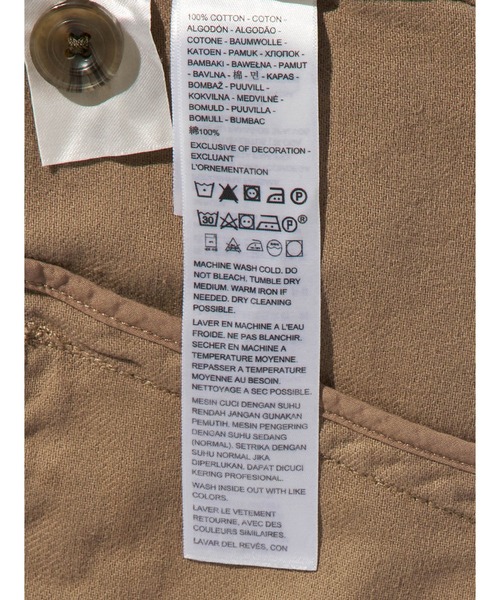 100% COTTON - COTON -
ALGODÓN - ALGODÃO -
COTONE - BAUMWOLLE -
KATOEN - PAMUK - ХЛОПОК -
BAMBAKI - BAWEŁNA - PAMUT
- BAVLNA - 棉 - 면 - KAPAS -
BOMBAŽ - PUUVILL -
KOKVILNA - MEDVILNĖ -
BOMULD - PUUVILLA -
BOMULL - BUMBAC
綿100%
EXCLUSIVE OF DECORATION -
EXCLUANT
L'ORNEMENTATION
P
30 P ®
MACHINE WASH COLD. DO
NOT BLEACH. TUMBLE DRY
MEDIUM. WARM IRON IF
NEEDED. DRY CLEANING
POSSIBLE.
LAVER EN MACHINE A L'EAU
FROIDE. NE PAS BLANCHIR.
SECHER EN MACHINE A
TEMPERATURE MOYENNE.
REPASSER A TEMPERATURE
MOYENNE AU BESOIN.
NETTOYAGE A SEC POSSIBLE.
MESIN CUCI DENGAN SUHU
RENDAH JANGAN GUNAKAN
PEMUTIH. MESIN PENGERING
DENGAN SUHU SEDANG
(NORMAL). SETRIKA DENGAN
SUHU NORMAL JIKA
DIPERLUKAN. DAPAT DICUCI
KERING PROFESIONAL.
WASH INSIDE OUT WITH LIKE
COLORS.
LAVER LE VETEMENT
RETOURNE, AVEC DES
COULEURS SIMILAIRES.
LAVAR DEL REVÉS, CON